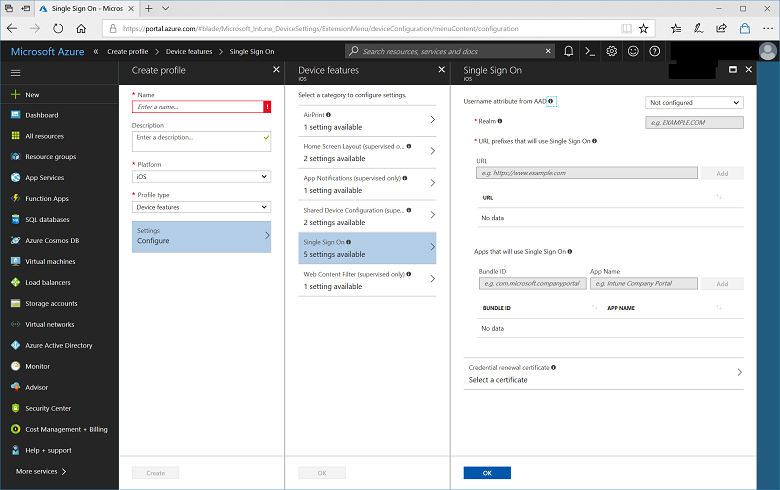 Single Sign On - Micros
https://portal.azure.com/#blade/Microsoft_Intune_DeviceSettings/ExtensionMenu/deviceConfiguration/menuContent/configuration
Microsoft Azure
Create profile > Device features > Single Sign On
Search resources, services and docs
New
Dashboard
All resources
Resource groups
App Services
Function Apps
SQL databases
Azure Cosmos DB
Virtual machines
Load balancers
Storage accounts
Virtual networks
Azure Active Directory
Monitor
Advisor
Security Center
Cost Management + Billing
Help + support
More services >
Create profile
* Name
Enter a name...
Description
Enter a description...
* Platform
iOS
* Profile type
Device features
Settings
Configure
Create
Device features
iOS
Select a category to configure settings.
AirPrint
1 setting available
Home Screen Layout (supervised o...
2 settings available
App Notifications (supervised only)
1 setting available
Shared Device Configuration (supe...
2 settings available
Single Sign On
5 settings available
Web Content Filter (supervised only)
1 setting available
OK
Single Sign On
iOS
Username attribute from AAD
Not configured
* Realm
e.g. EXAMPLE.COM
* URL prefixes that will use Single Sign On
URL
e.g. https://www.example.com
Add
URL
No data
Apps that will use Single Sign On
Bundle ID
App Name
e.g. com.microsoft.companyportal
e.g. Intune Company Portal
Add
BUNDLE ID
APP NAME
No data
Credential renewal certificate
Select a certificate
OK